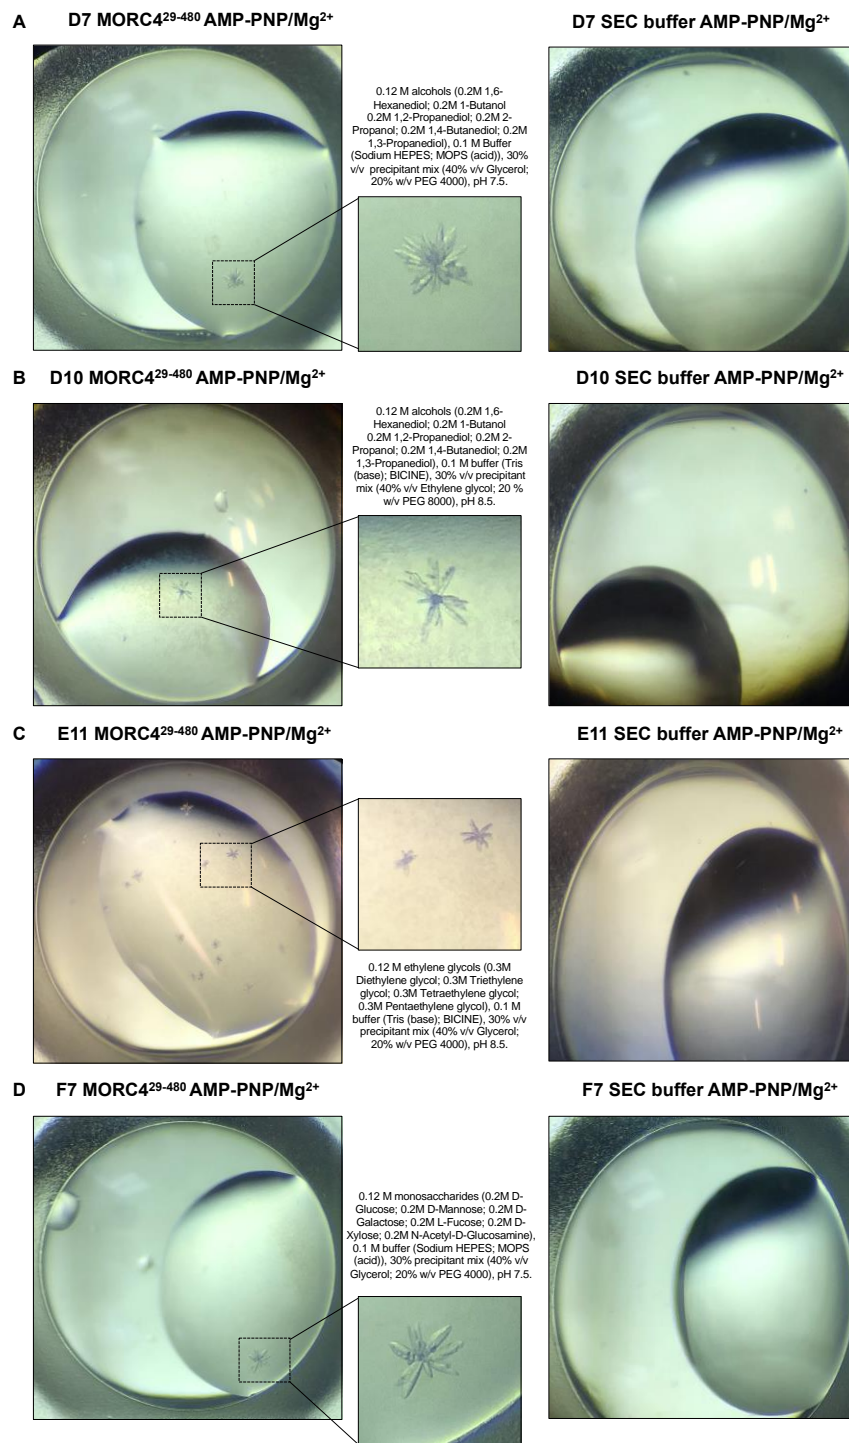 A D7 MORC4²⁹⁻⁴⁸⁰ AMP-PNP/Mg²⁺
D7 SEC buffer AMP-PNP/Mg²⁺
0.12 M alcohols (0.2M 1,6-
Hexanediol; 0.2M 1-Butanol
0.2M 1,2-Propanediol; 0.2M 2-
Propanol; 0.2M 1,4-Butanediol; 0.2M
1,3-Propanediol), 0.1 M Buffer
(Sodium HEPES; MOPS (acid)), 30%
v/v precipitant mix (40% v/v Glycerol;
20% w/v PEG 4000), pH 7.5.
B D10 MORC4²⁹⁻⁴⁸⁰ AMP-PNP/Mg²⁺
D10 SEC buffer AMP-PNP/Mg²⁺
0.12 M alcohols (0.2M 1,6-
Hexanediol; 0.2M 1-Butanol
0.2M 1,2-Propanediol; 0.2M 2-
Propanol; 0.2M 1,4-Butanediol; 0.2M
1,3-Propanediol), 0.1 M buffer (Tris
(base); BICINE), 30% v/v precipitant
mix (40% v/v Ethylene glycol; 20 %
w/v PEG 8000), pH 8.5.
C E11 MORC4²⁹⁻⁴⁸⁰ AMP-PNP/Mg²⁺
E11 SEC buffer AMP-PNP/Mg²⁺
0.12 M ethylene glycols (0.3M
Diethylene glycol; 0.3M Triethylene
glycol; 0.3M Tetraethylene glycol;
0.3M Pentaethylene glycol), 0.1 M
buffer (Tris (base); BICINE), 30% v/v
precipitant mix (40% v/v Glycerol;
20% w/v PEG 4000), pH 8.5.
D F7 MORC4²⁹⁻⁴⁸⁰ AMP-PNP/Mg²⁺
F7 SEC buffer AMP-PNP/Mg²⁺
0.12 M monosaccharides (0.2M D-
Glucose; 0.2M D-Mannose; 0.2M D-
Galactose; 0.2M L-Fucose; 0.2M D-
Xylose; 0.2M N-Acetyl-D-Glucosamine),
0.1 M buffer (Sodium HEPES; MOPS
(acid)), 30% precipitant mix (40% v/v
Glycerol; 20% w/v PEG 4000), pH 7.5.